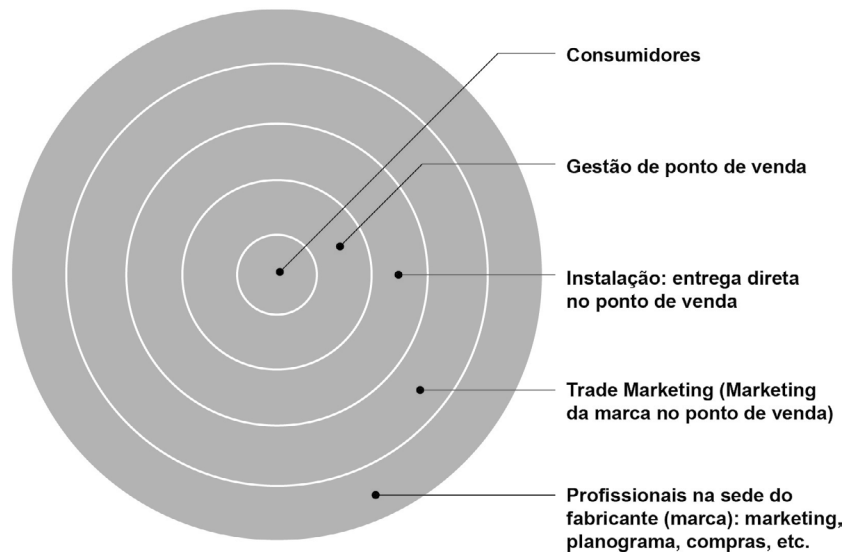 Consumidores
Gestão de ponto de venda
Instalação: entrega direta
no ponto de venda
Trade Marketing (Marketing
da marca no ponto de venda)
Profissionais na sede do
fabricante (marca): marketing,
planograma, compras, etc.